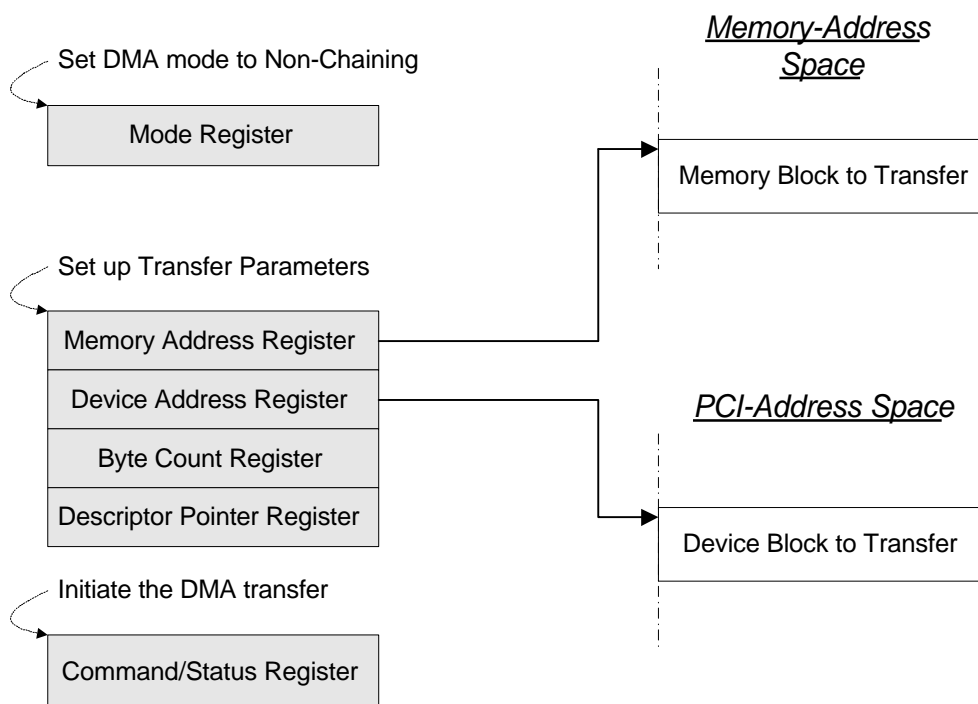 Set DMA mode to Non-Chaining
Mode Register
Set up Transfer Parameters
Memory Address Register
Device Address Register
Byte Count Register
Descriptor Pointer Register
Initiate the DMA transfer
Command/Status Register
Memory-Address
Space
Memory Block to Transfer
PCI-Address Space
Device Block to Transfer